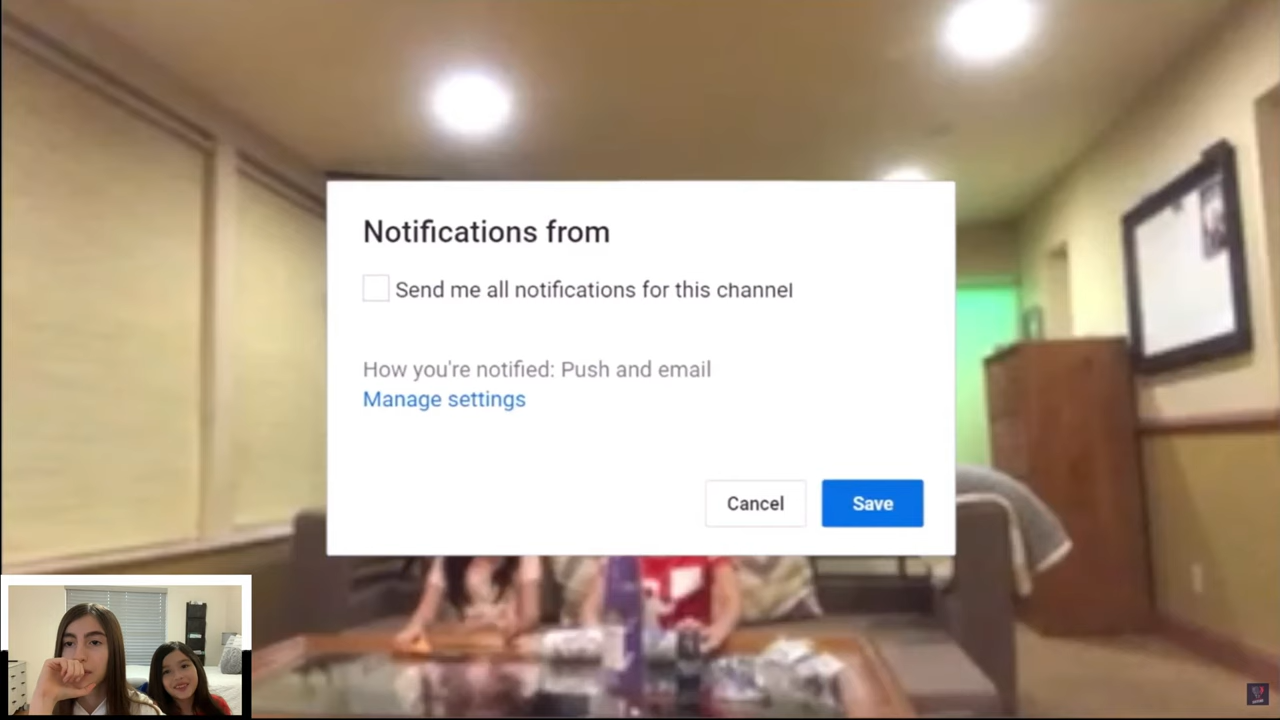 Notifications from
Send me all notifications for this channel
How you're notified: Push and email
Manage settings
Cancel
Save